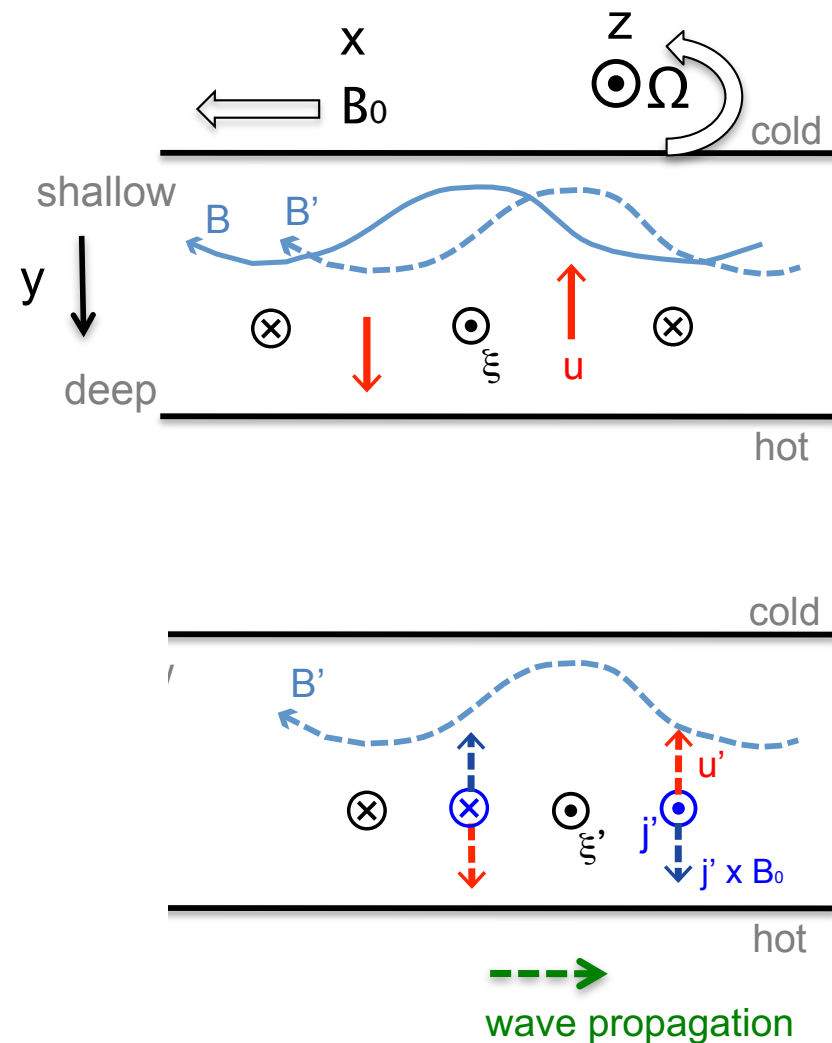 x
z
B₀
Ω
cold
shallow
B
B'
y
ξ
u
deep
hot
cold
B'
u'
ξ'
j'
j' x B₀
hot
wave propagation